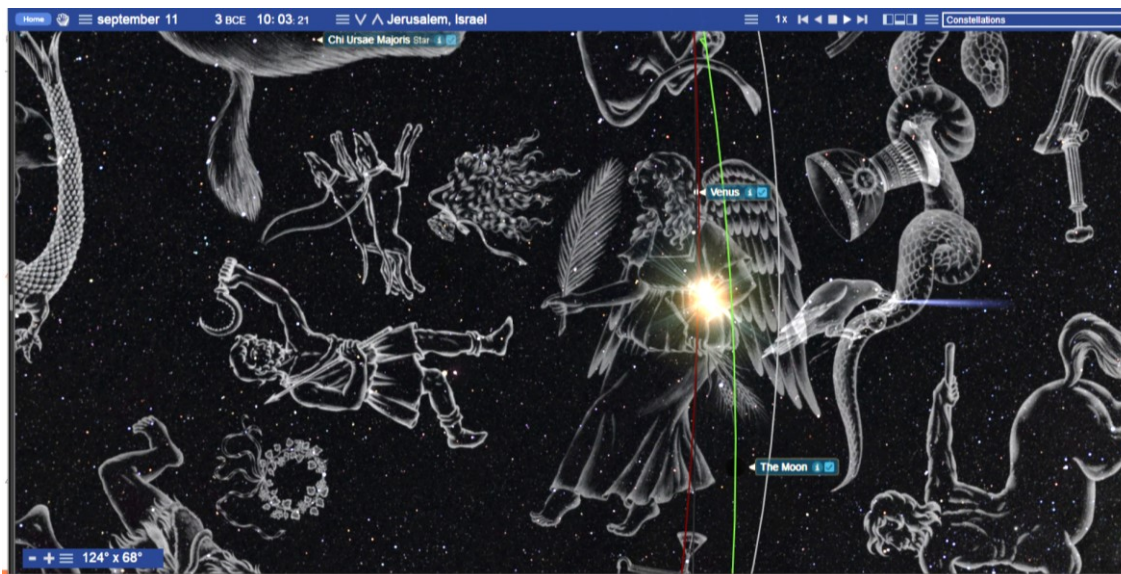 Home september 11 3 BCE 10: 03: 21 Jerusalem, Israel 1x Constellations
Chi Ursae Majoris Star
Venus
The Moon
124° x 68°